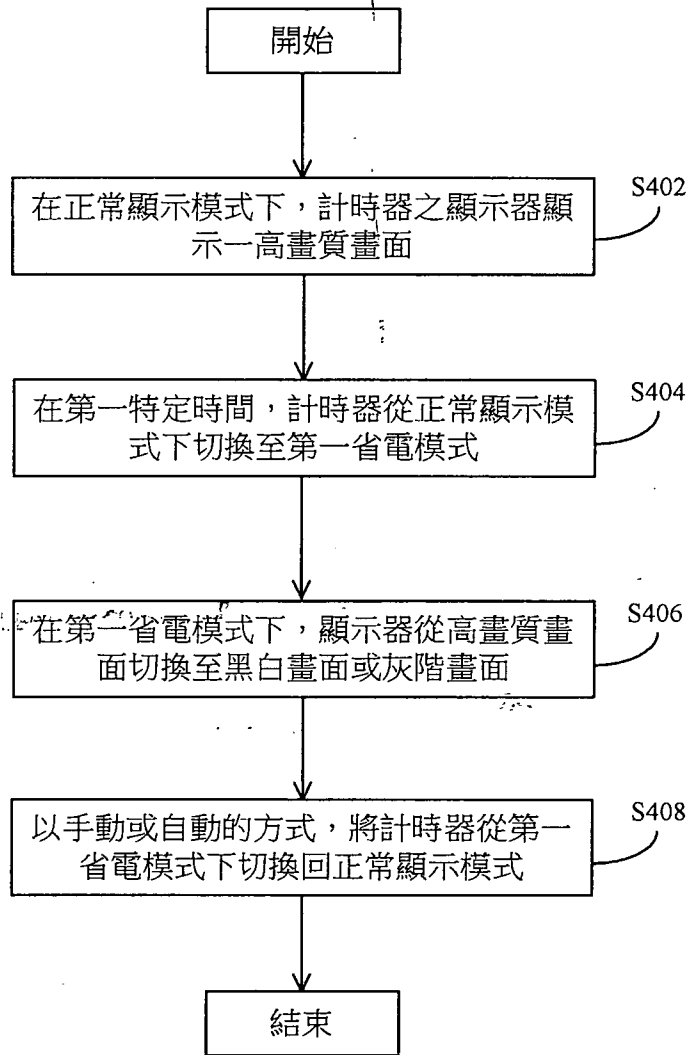 開始
在正常顯示模式下，計時器之顯示器顯
示一高畫質畫面
S402
在第一特定時間，計時器從正常顯示模
式下切換至第一省電模式
S404
在第一省電模式下，顯示器從高畫質畫
面切換至黑白畫面或灰階畫面
S406
以手動或自動的方式，將計時器從第一
省電模式下切換回正常顯示模式
S408
結束